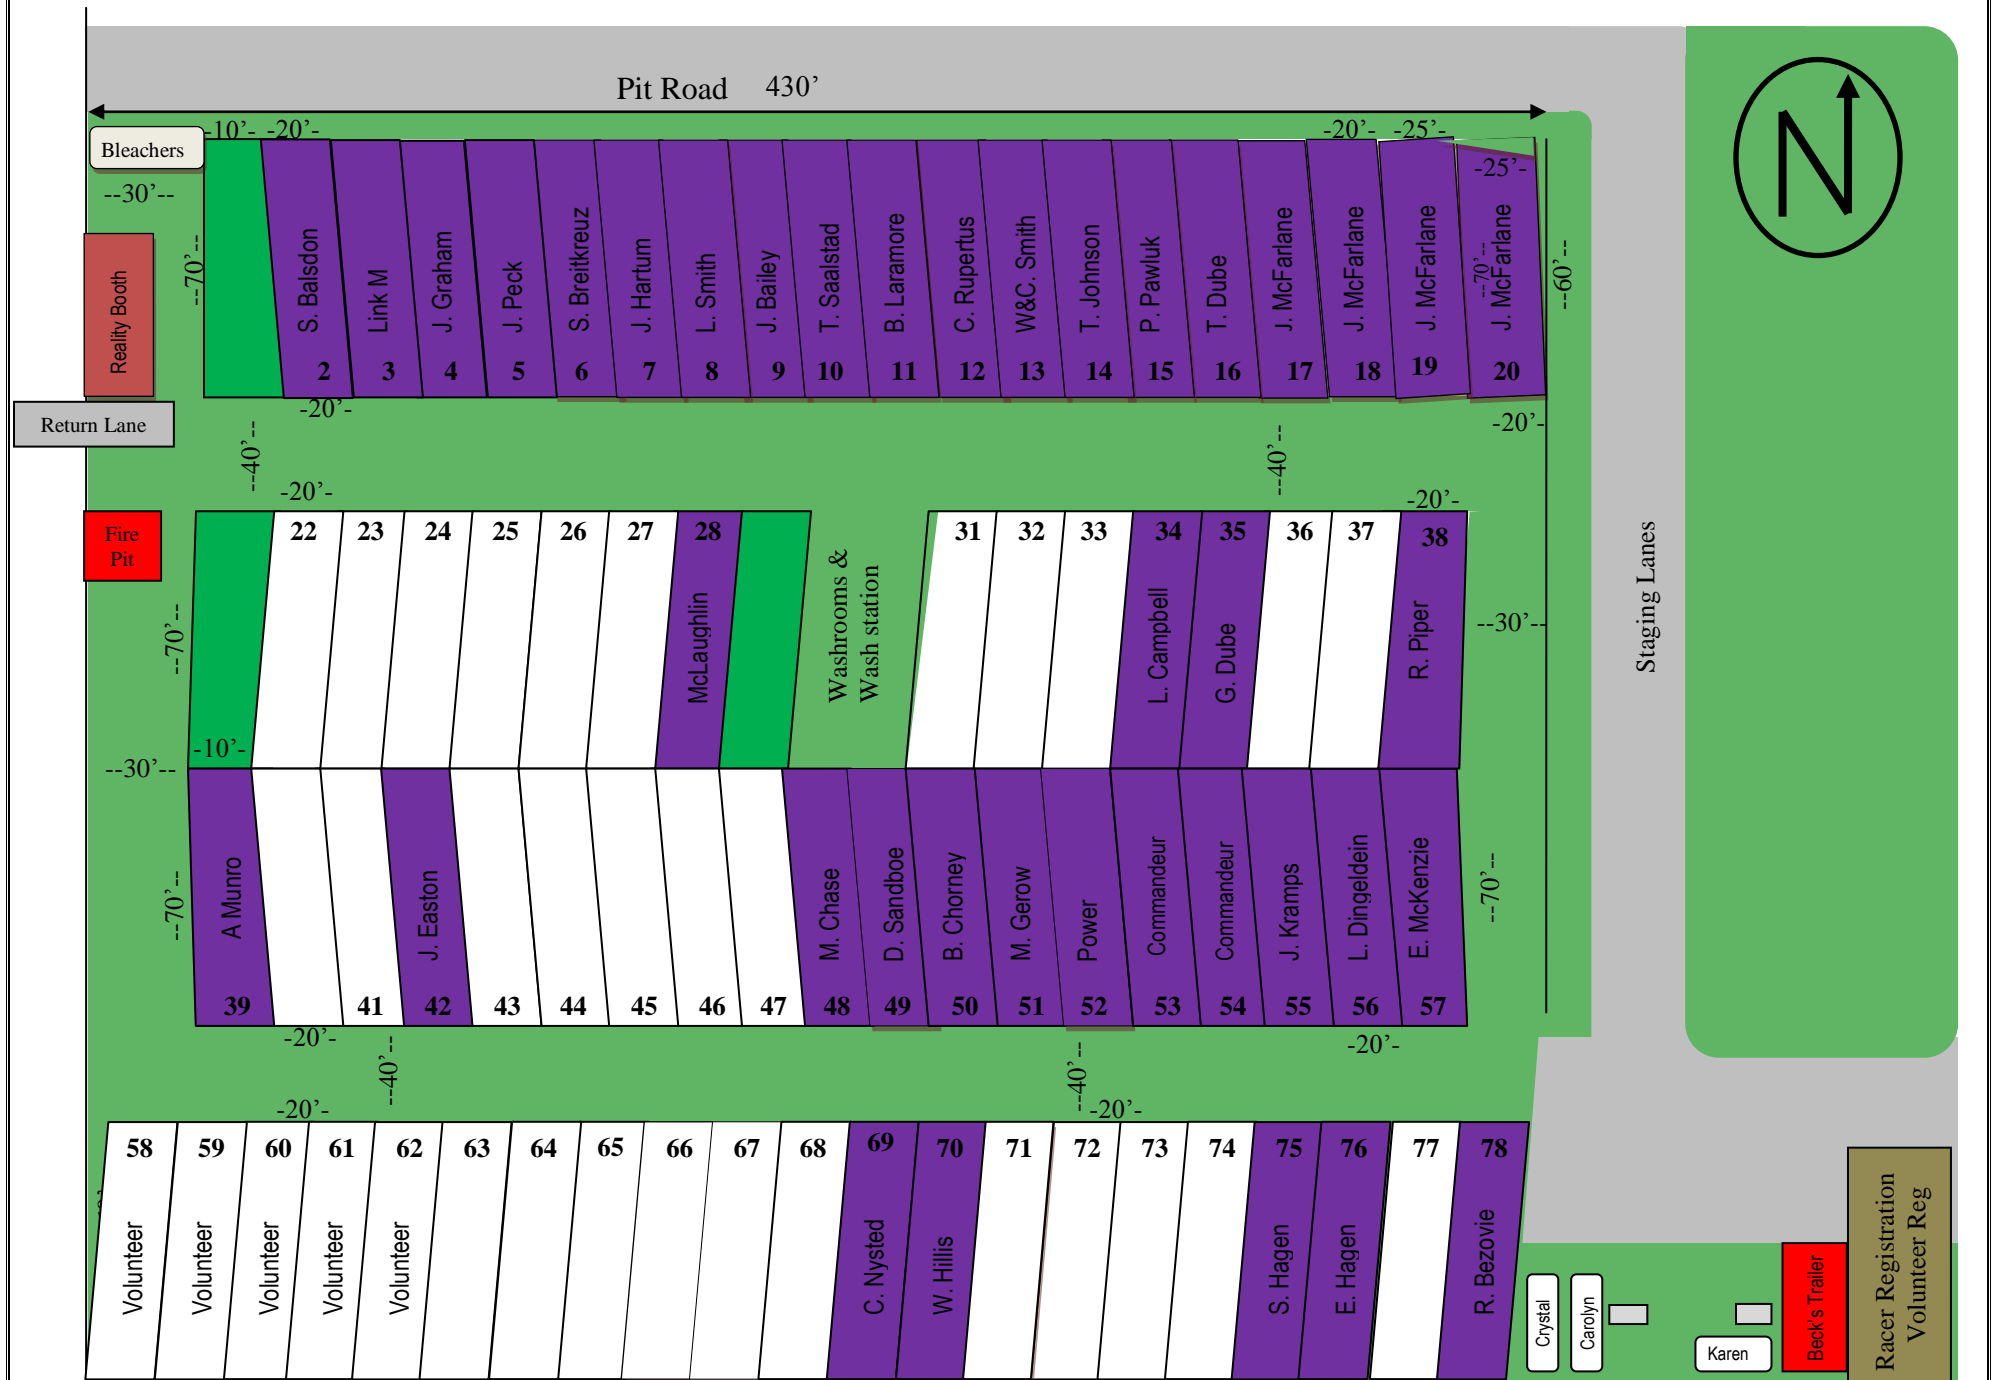 Pit Road 430’
Bleachers
-10’- -20’-
-20’- -25’-
-25’-
--30’--
--70’--
Reality Booth
Return Lane
S. Balsdon
Link M
J. Graham
J. Peck
S. Breitkreuz
J. Hartum
L. Smith
J. Bailey
T. Saalstad
B. Laramore
C. Rupertus
W&C. Smith
T. Johnson
P. Pawluk
T. Dube
J. McFarlane
J. McFarlane
J. McFarlane
J. McFarlane
--70’--
--60’--
2 3 4 5 6 7 8 9 10 11 12 13 14 15 16 17 18 19 20
-20’-
-20’-
--40’--
--40’--
-20’-
-20’-
Fire
Pit
22 23 24 25 26 27 28
31 32 33 34 35 36 37 38
McLaughlin
Washrooms &
Wash station
L. Campbell
G. Dube
R. Piper
--70’--
--30’--
-10’-
--30’--
Staging Lanes
N
A Munro
J. Easton
M. Chase
D. Sandboe
B. Chorney
M. Gerow
Power
Commandeur
Commandeur
J. Kramps
L. Dingeldein
E. McKenzie
--70’--
--70’--
39 41 42 43 44 45 46 47 48 49 50 51 52 53 54 55 56 57
-20’-
-20’-
--40’--
--40’--
-20’-
-20’-
58 59 60 61 62 63 64 65 66 67 68 69 70 71 72 73 74 75 76 77 78
Volunteer
Volunteer
Volunteer
Volunteer
Volunteer
C. Nysted
W. Hillis
S. Hagen
E. Hagen
R. Bezovie
Crystal
Carolyn
Karen
Beck's Trailer
Racer Registration
Volunteer Reg